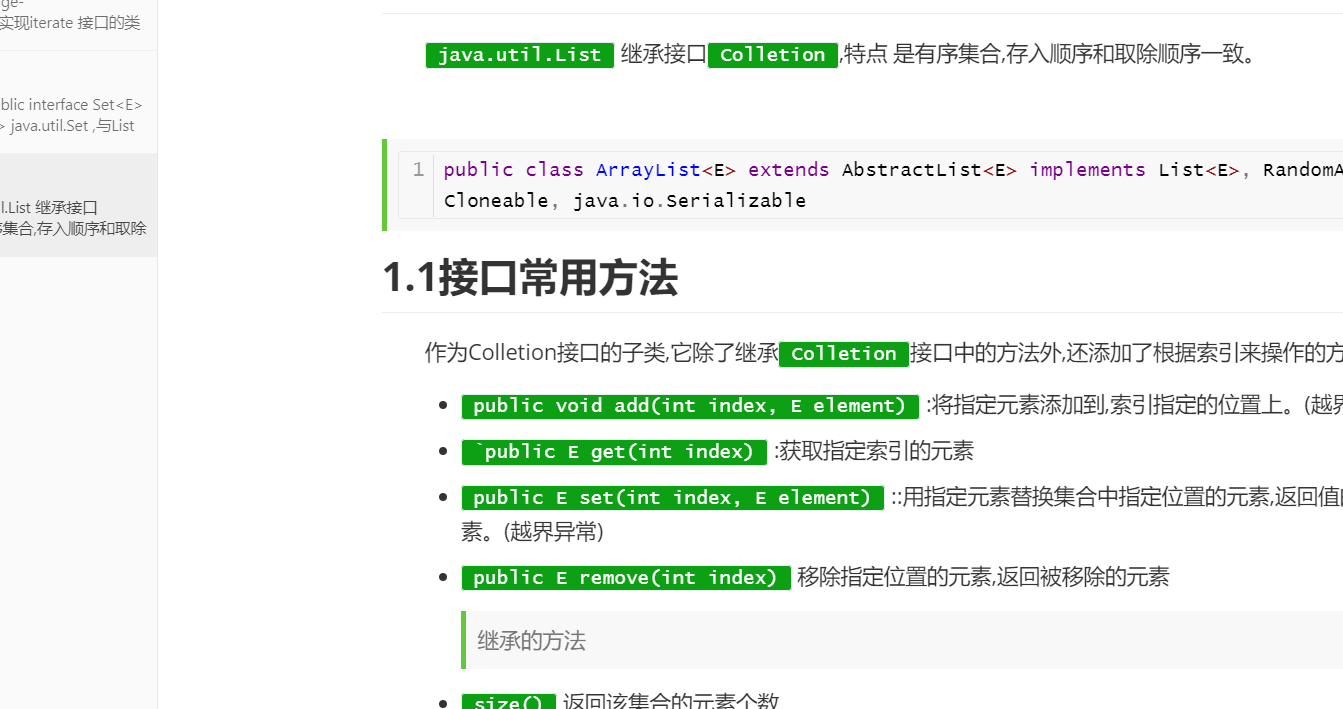 ge-
实现iterate 接口的类
blic interface Set<E>
> java.util.Set ,与List
l.List 继承接口
集合,存入顺序和取除
java.util.List 继承接口 Colletion ,特点 是有序集合,存入顺序和取除顺序一致。
1 public class ArrayList<E> extends AbstractList<E> implements List<E>, RandomA
Cloneable, java.io.Serializable
1.1接口常用方法
作为Colletion接口的子类,它除了继承 Colletion 接口中的方法外,还添加了根据索引来操作的方
public void add(int index, E element) :将指定元素添加到,索引指定的位置上。(越界
`public E get(int index) :获取指定索引的元素
public E set(int index, E element) ::用指定元素替换集合中指定位置的元素,返回值
素。(越界异常)
public E remove(int index) 移除指定位置的元素,返回被移除的元素
继承的方法
size() 返回该集合的元素个数